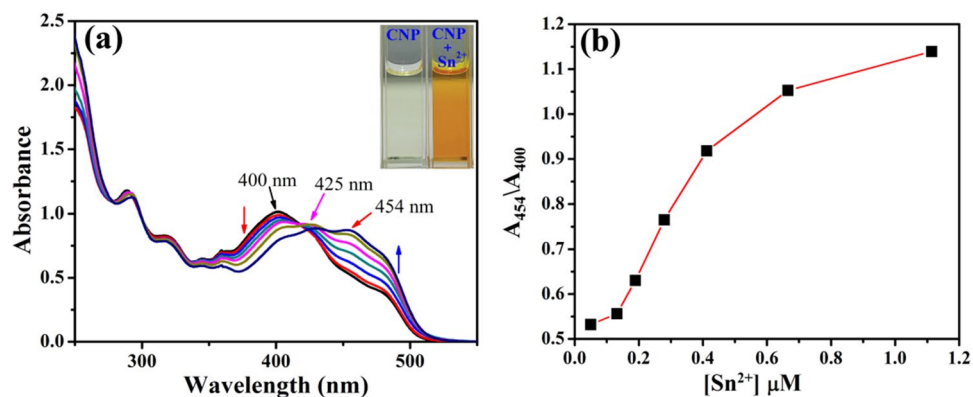 (a)
CNP
CNP
+
Sn²⁺
400 nm
425 nm
454 nm
Absorbance
2.5
2.0
1.5
1.0
0.5
0.0
300
400
500
Wavelength (nm)
(b)
A₄₅₄\A₄₀₀
1.2
1.1
1.0
0.9
0.8
0.7
0.6
0.5
0.0
0.2
0.4
0.6
0.8
1.0
1.2
[Sn²⁺] μM